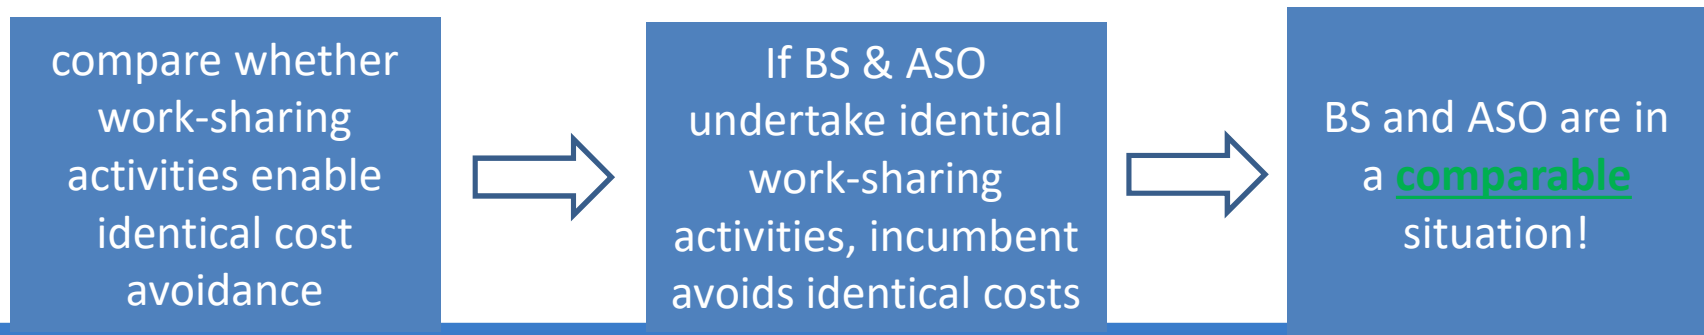 compare whether
work-sharing
activities enable
identical cost
avoidance
If BS & ASO
undertake identical
work-sharing
activities, incumbent
avoids identical costs
BS and ASO are in
a comparable
situation!